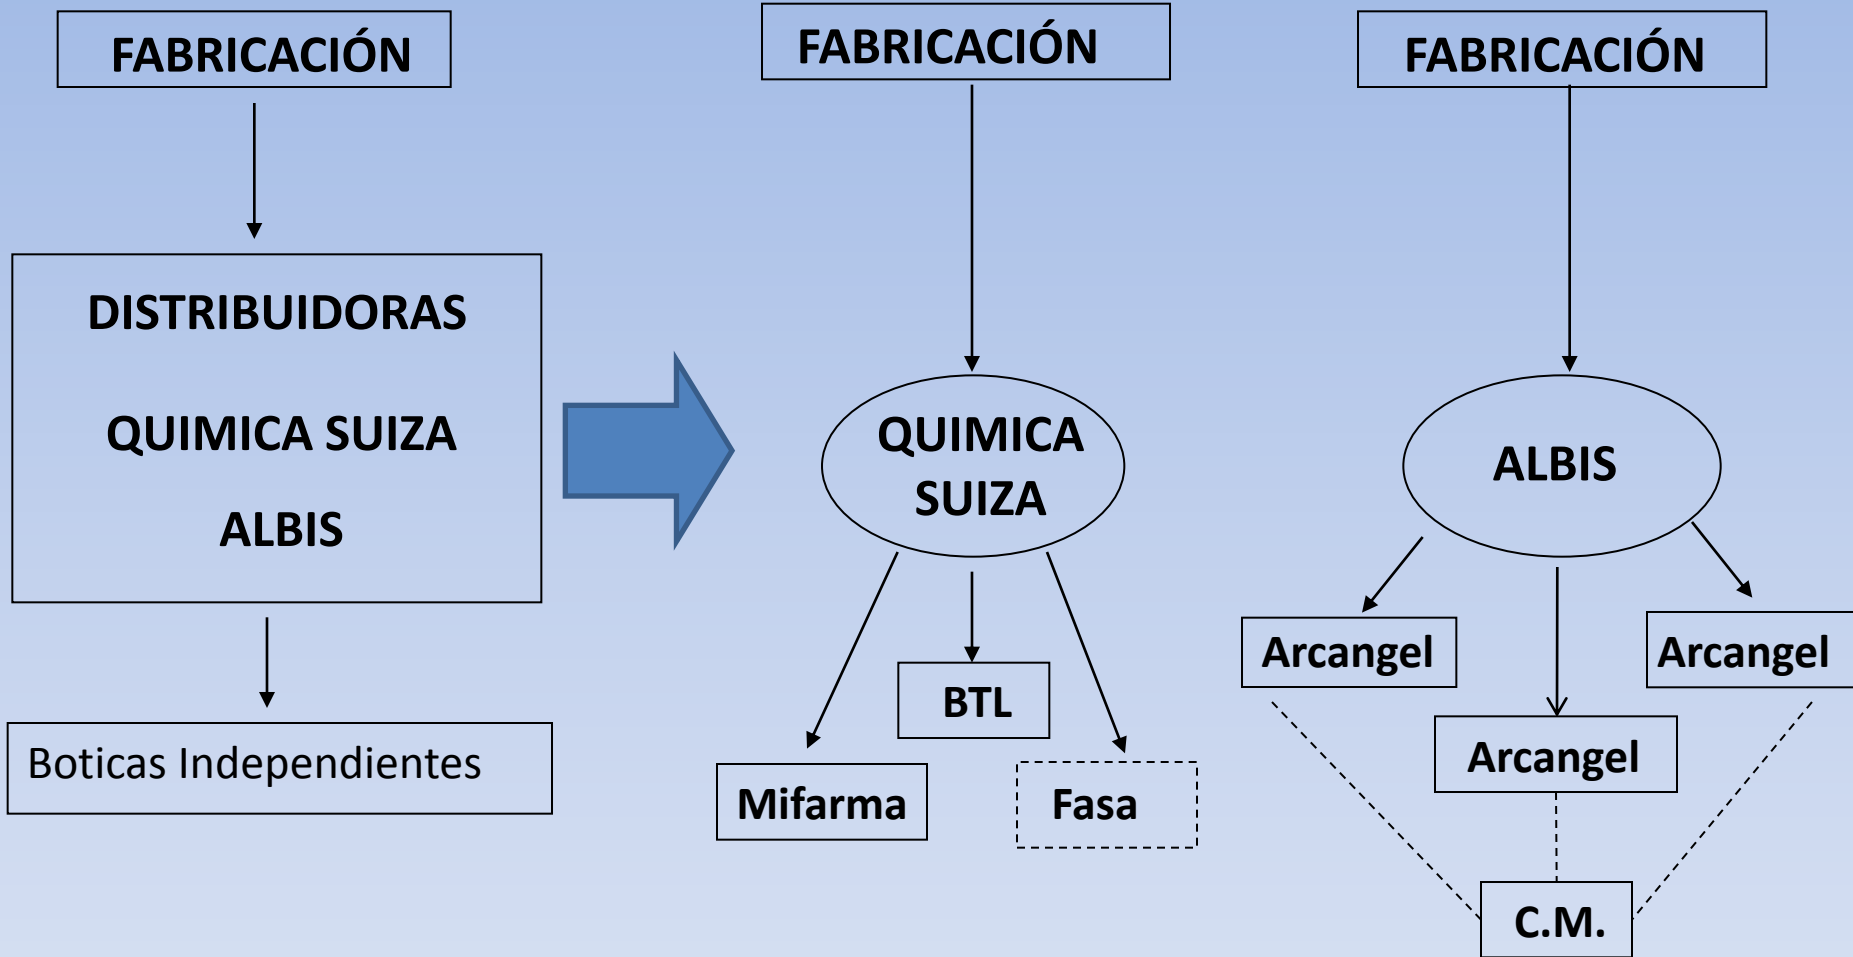 FABRICACIÓN
DISTRIBUIDORAS
QUIMICA SUIZA
ALBIS
Boticas Independientes
FABRICACIÓN
QUIMICA
SUIZA
BTL
Mifarma
Fasa
FABRICACIÓN
ALBIS
Arcangel
Arcangel
Arcangel
C.M.